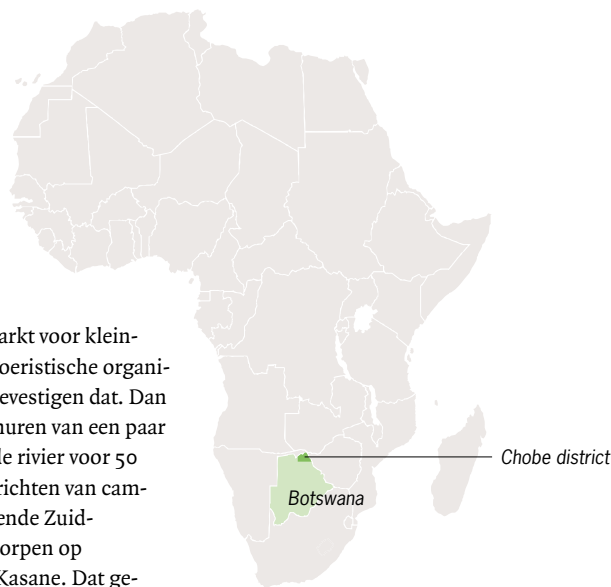 arkt voor klein-
oeristische organi-
evestigen dat. Dan
huren van een paar
le rivier voor 50
richten van cam-
ende Zuid-
orpen op
Kasane. Dat ge-
Chobe district
Botswana